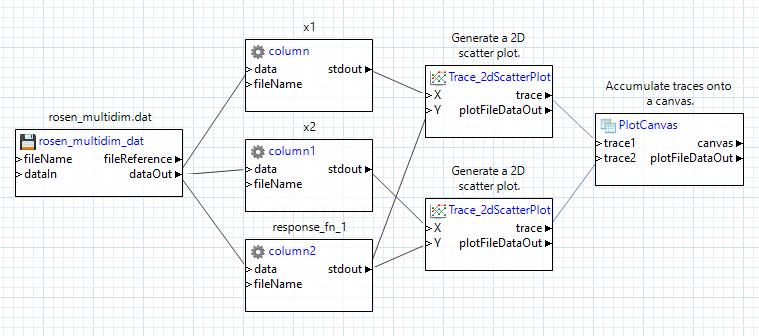 rosen_multidim.dat
rosen_multidim_dat
fileName fileReference
dataIn dataOut
x1
column
data stdout
fileName
x2
column1
data stdout
fileName
response_fn_1
column2
data stdout
fileName
Generate a 2D
scatter plot.
Trace_2dScatterPlot
X trace
Y plotFileDataOut
Generate a 2D
scatter plot.
Trace_2dScatterPlot
X trace
Y plotFileDataOut
Accumulate traces onto
a canvas.
PlotCanvas
trace1 canvas
trace2 plotFileDataOut